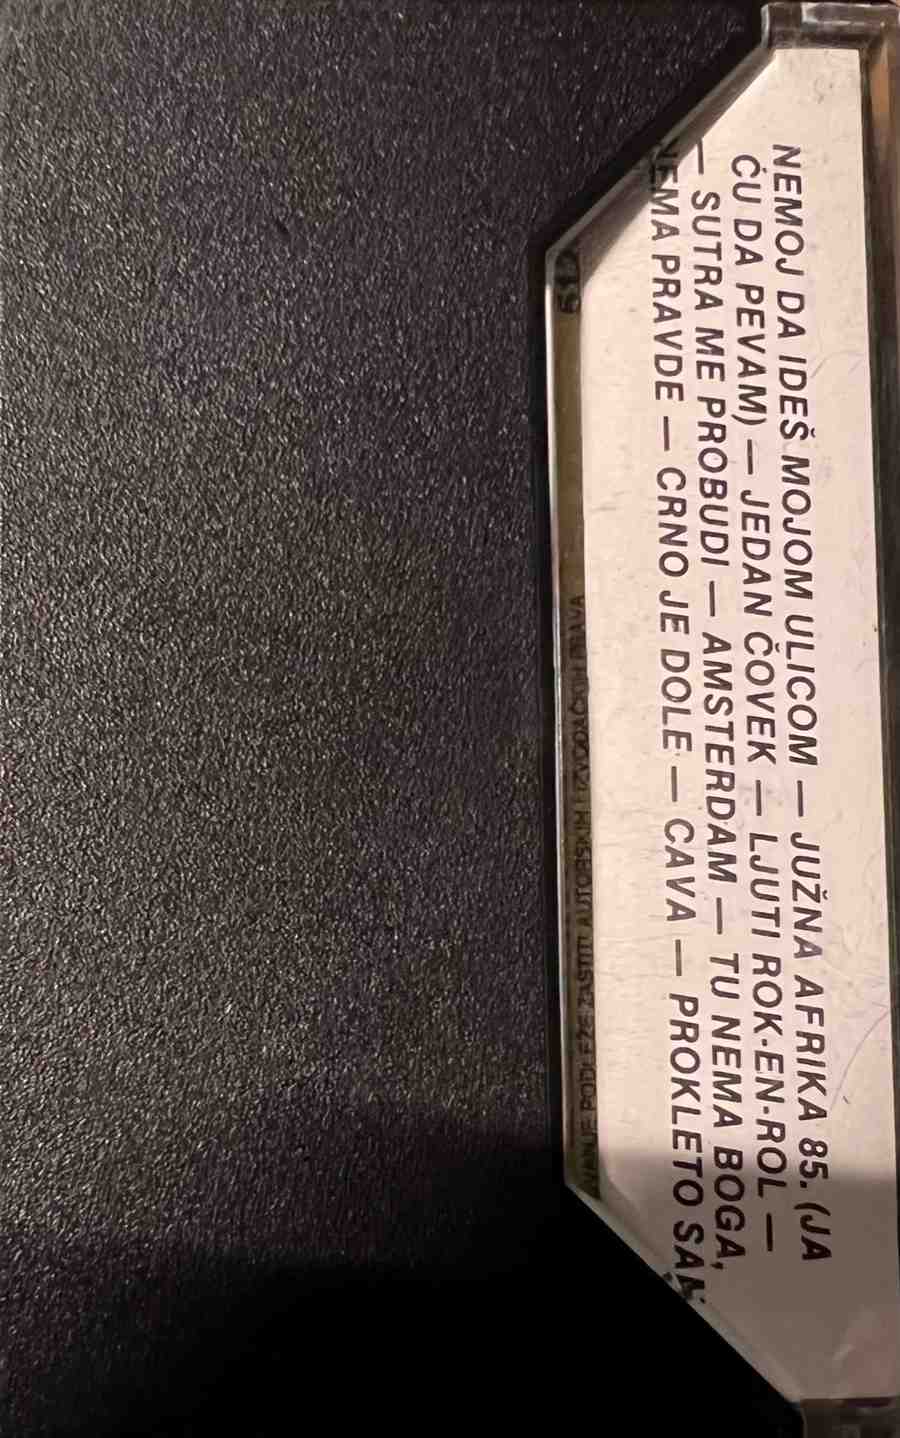 NEMOJ DA IDEŠ MOJOM ULICOM — JUŽNA AFRIKA 85. (JA
ĆU DA PEVAM) — JEDAN ČOVEK — LJUTI ROK-EN-ROL —
— SUTRA ME PROBUDI — AMSTERDAM — TU NEMA BOGA,
NEMA PRAVDE — CRNO JE DOLE — CAVA — PROKLETO SAM